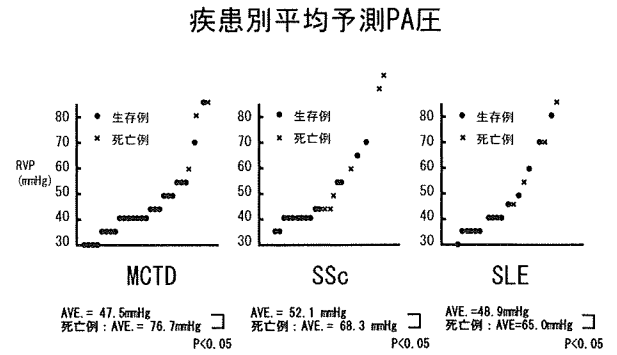 疾患別平均予測PA圧
RVP
(mmHg)
80
70
60
50
40
30
● 生存例
× 死亡例
MCTD
AVE.= 47.5mmHg
死亡例:AVE.= 76.7mmHg
P<0.05
80
70
60
50
40
30
● 生存例
× 死亡例
SSc
AVE.= 52.1 mmHg
死亡例:AVE.= 68.3 mmHg
P<0.05
80
70
60
50
40
30
● 生存例
× 死亡例
SLE
AVE.=48.9mmHg
死亡例:AVE=65.0mmHg
P<0.05